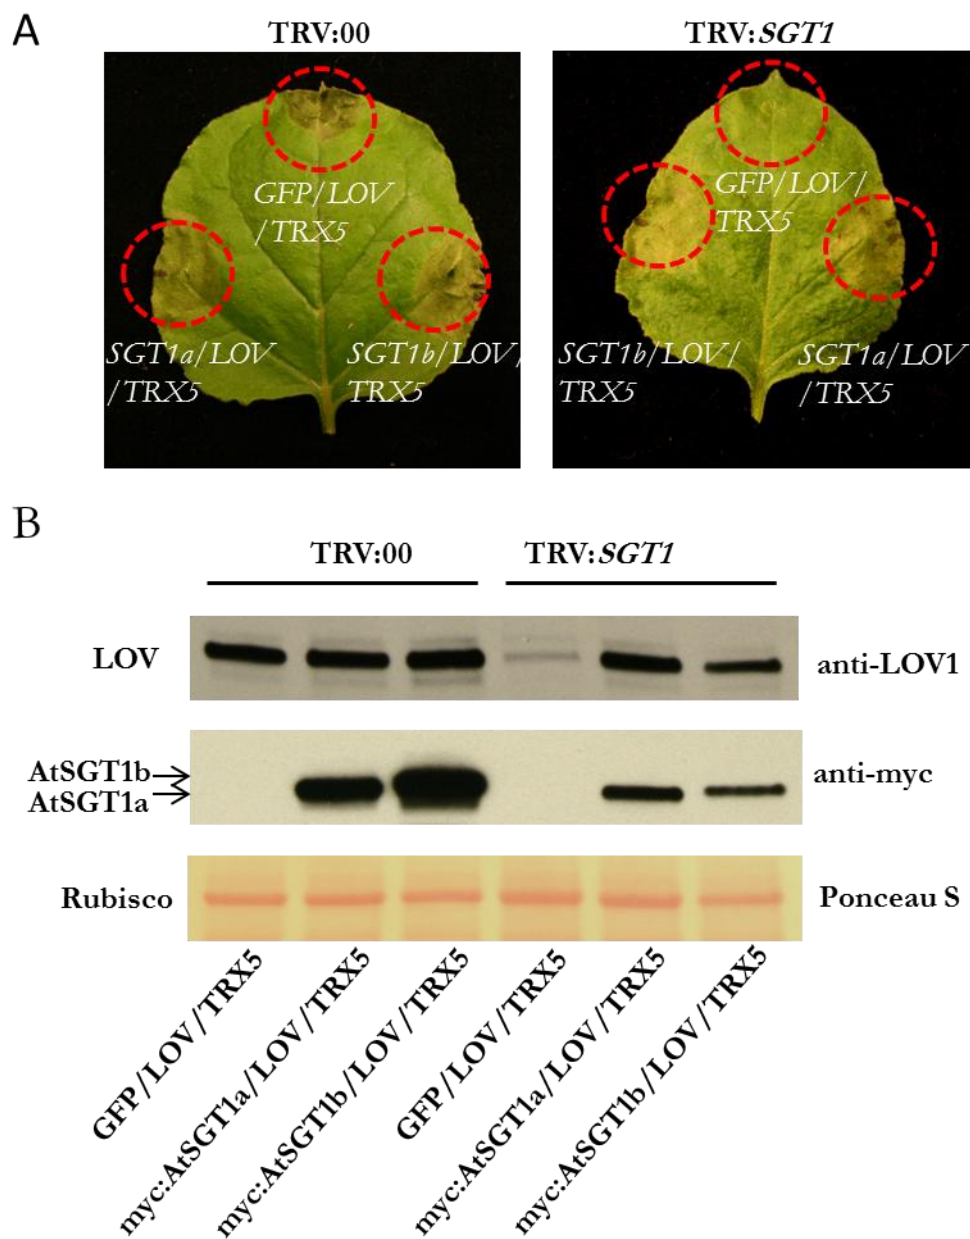 A
TRV:00
TRV:SGT1
GFP/LOV
/TRX5
SGT1a/LOV
/TRX5
SGT1b/LOV/
TRX5
GFP/LOV/
TRX5
SGT1b/LOV/
TRX5
SGT1a/LOV
/TRX5
B
TRV:00
TRV:SGT1
LOV
anti-LOV1
AtSGT1b
AtSGT1a
anti-myc
Rubisco
Ponceau S
GFP/LOV/TRX5
myc:AtSGT1a/LOV/TRX5
myc:AtSGT1b/LOV/TRX5
GFP/LOV/TRX5
myc:AtSGT1a/LOV/TRX5
myc:AtSGT1b/LOV/TRX5